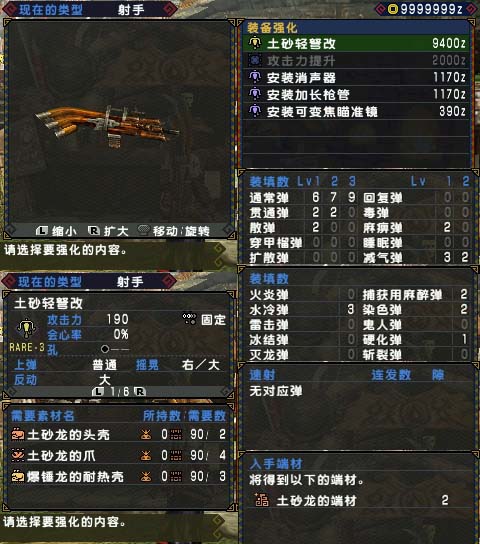 现在的类型 射手
9999999z
装备强化
土砂轻弩改 9400z
攻击力提升 2000z
安装消声器 1170z
安装加长枪管 1170z
安装可变焦瞄准镜 390z
L 缩小 R 扩大 移动/旋转
请选择要强化的内容。
装填数 Lv1 2 3 Lv 1 2
通常弹 6 7 9 回复弹 0 0
贯通弹 2 2 0 毒弹 0 0
散弹 2 0 0 麻痹弹 2 0
穿甲榴弹 0 0 0 睡眠弹 0 0
扩散弹 0 0 0 减气弹 3 2
现在的类型 射手
土砂轻弩改
攻击力 190 固定
会心率 0%
RARE-3 孔 ●--
上弹 普通 摇晃 右／大
反动 大
L 1/6 R
装填数
火炎弹 0 捕获用麻醉弹 2
水冷弹 3 染色弹 2
雷击弹 0 鬼人弹 0
冰结弹 0 硬化弹 1
灭龙弹 0 斩裂弹 0
速射 连发数 隙
无对应弹
需要素材名 所持数/需要数
土砂龙的头壳 0 90/ 2
土砂龙的爪 0 90/ 4
爆锤龙的耐热壳 0 90/ 3
入手端材
将得到以下的端材。
土砂龙的端材 2
请选择要强化的内容。